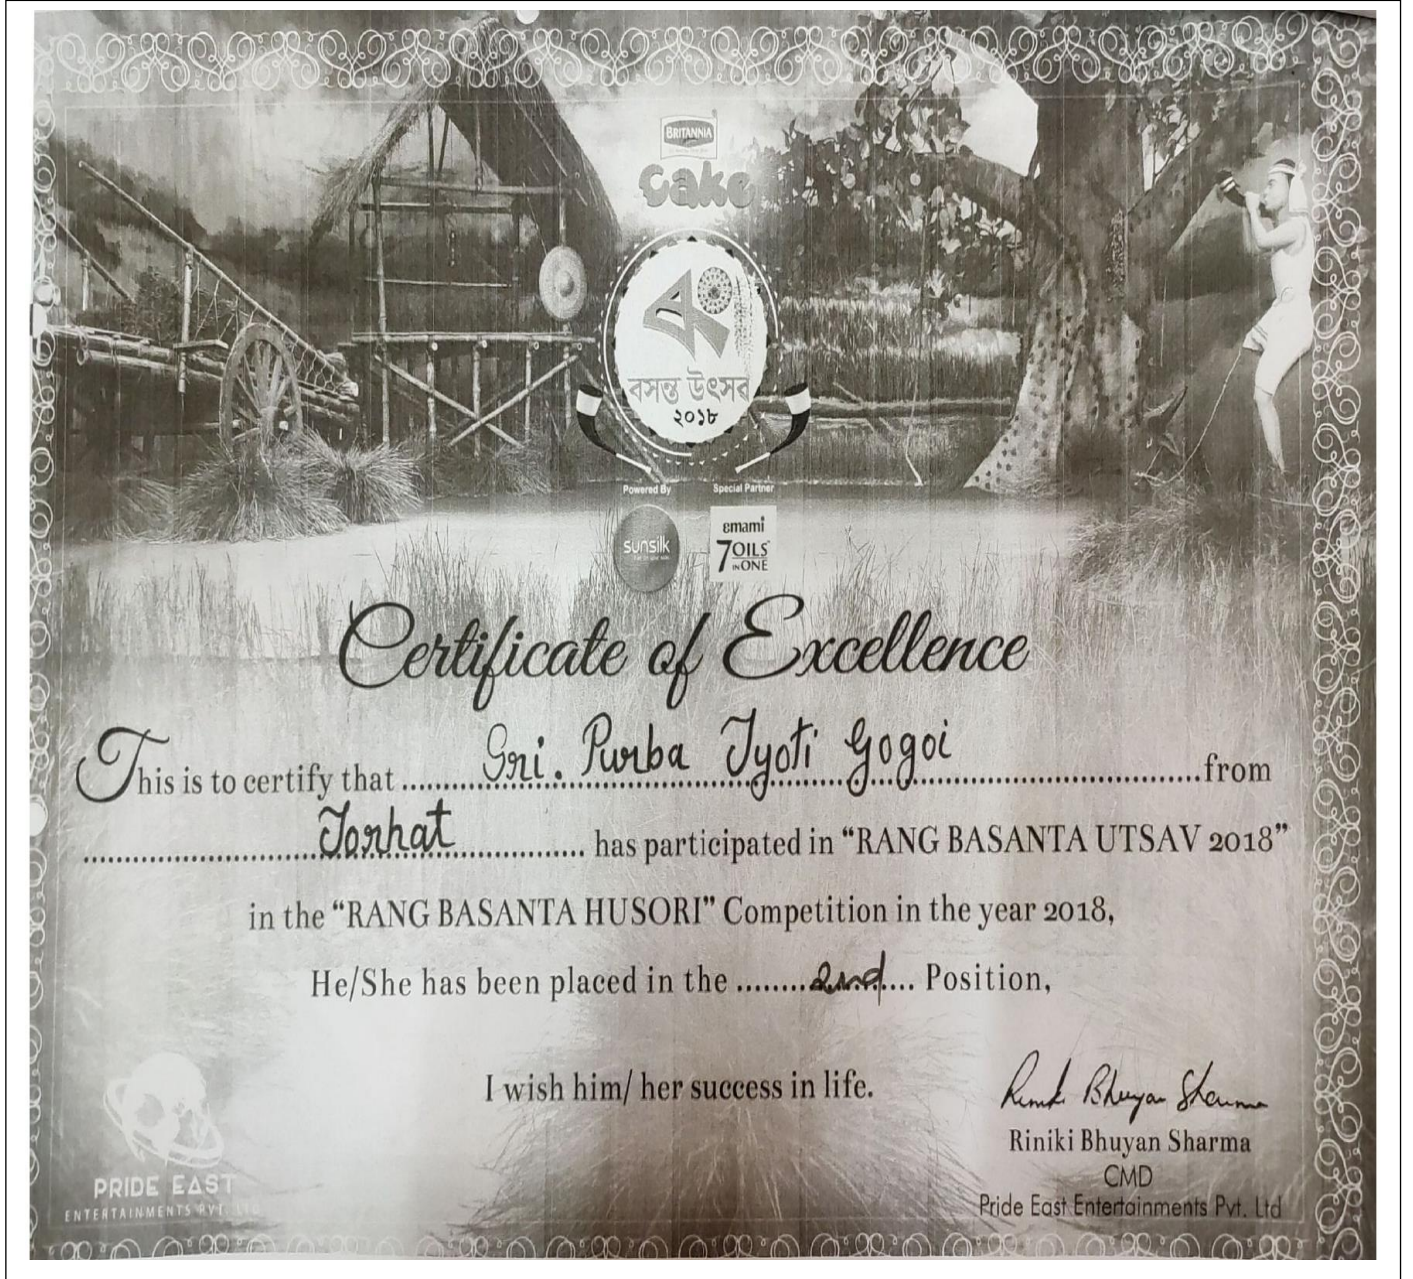 BRITANNIA
Cake
ৰং
বসন্ত উৎসৱ
২০১৮
Powered By
Special Partner
sunsilk
emami
7 OILS
IN ONE
Certificate of Excellence
This is to certify that ........Sri. Purba Jyoti Gogoi........from
........Jorhat........ has participated in “RANG BASANTA UTSAV 2018”
in the “RANG BASANTA HUSORI” Competition in the year 2018,
He/She has been placed in the ........2nd.... Position,
I wish him/ her success in life.
Riniki Bhuyan Sharma
Riniki Bhuyan Sharma
CMD
Pride East Entertainments Pvt. Ltd
PRIDE EAST
ENTERTAINMENTS PVT. LTD